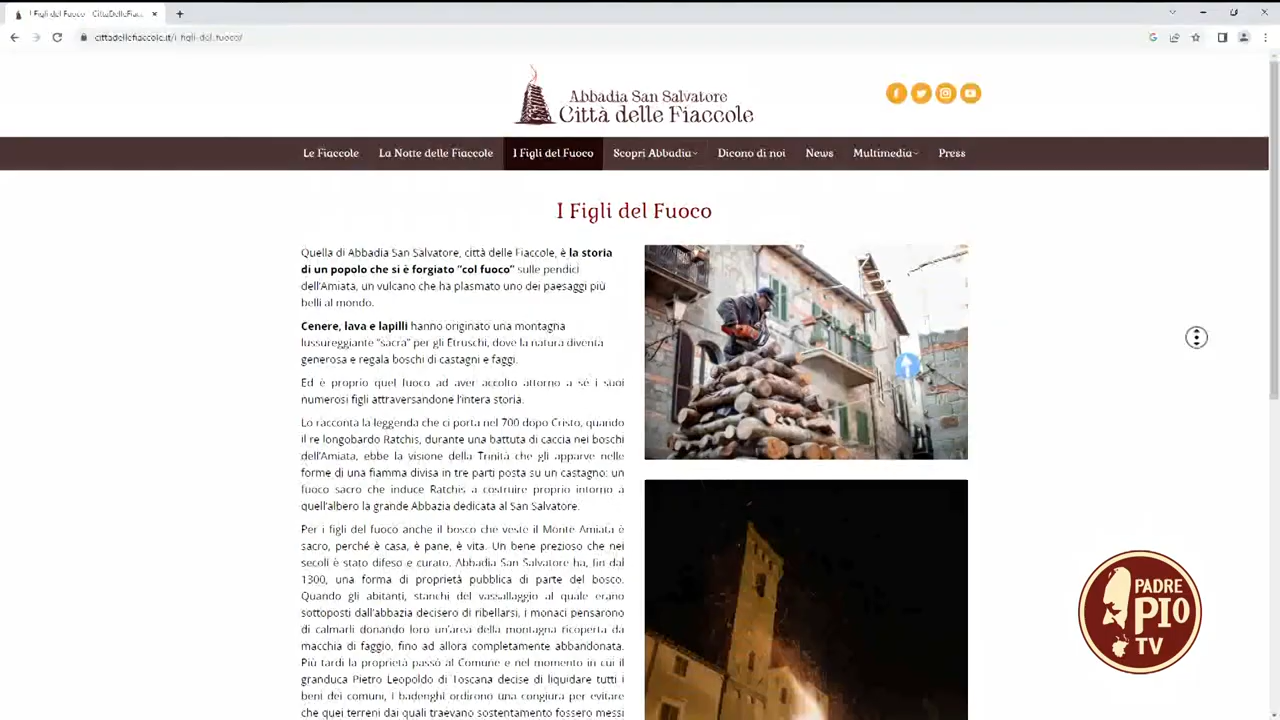 I Figli del Fuoco - CittàDelleFiac
cittadellefiaccole.it/i-figli-del-fuoco/
Abbadia San Salvatore
Città delle Fiaccole
Le Fiaccole La Notte delle Fiaccole I Figli del Fuoco Scopri Abbadia Dicono di noi News Multimedia Press
I Figli del Fuoco
Quella di Abbadia San Salvatore, città delle Fiaccole, è la storia
di un popolo che si è forgiato "col fuoco" sulle pendici
dell'Amiata, un vulcano che ha plasmato uno dei paesaggi più
belli al mondo.
Cenere, lava e lapilli hanno originato una montagna
lussureggiante "sacra" per gli Etruschi, dove la natura diventa
generosa e regala boschi di castagni e faggi.
Ed è proprio quel fuoco ad aver accolto attorno a sé i suoi
numerosi figli attraversandone l'intera storia.
Lo racconta la leggenda che ci porta nel 700 dopo Cristo, quando
il re longobardo Ratchis, durante una battuta di caccia nei boschi
dell'Amiata, ebbe la visione della Trinità che gli apparve nelle
forme di una fiamma divisa in tre parti posta su un castagno: un
fuoco sacro che induce Ratchis a costruire proprio intorno a
quell'albero la grande Abbazia dedicata al San Salvatore.
Per i figli del fuoco anche il bosco che veste il Monte Amiata è
sacro, perché è casa, è pane, è vita. Un bene prezioso che nei
secoli è stato difeso e curato. Abbadia San Salvatore ha, fin dal
1300, una forma di proprietà pubblica di parte del bosco.
Quando gli abitanti, stanchi del vassallaggio al quale erano
sottoposti dall'abbazia decisero di ribellarsi, i monaci pensarono
di calmarli donando loro un'area della montagna ricoperta da
macchia di faggio, fino ad allora completamente abbandonata.
Più tardi la proprietà passò al Comune e nel momento in cui il
granduca Pietro Leopoldo di Toscana decise di liquidare tutti i
beni dei comuni, i badenghi ordirono una congiura per evitare
che quei terreni dai quali traevano sostentamento fossero messi
PADRE
PIO
TV